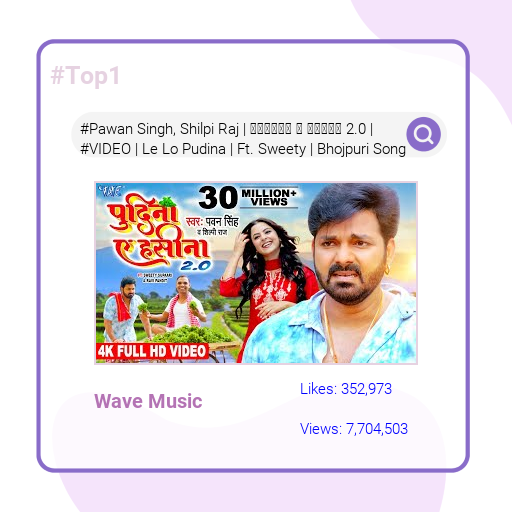 #Top1
#Pawan Singh, Shilpi Raj | 2.0 |
#VIDEO | Le Lo Pudina | Ft. Sweety | Bhojpuri Song
WAVE
30 MILLION+ VIEWS
पुदीना
ए हसीना
2.0
स्वर: पवन सिंह
व शिल्पी राज
4K FULL HD VIDEO
Wave Music
Likes: 352,973
Views: 7,704,503